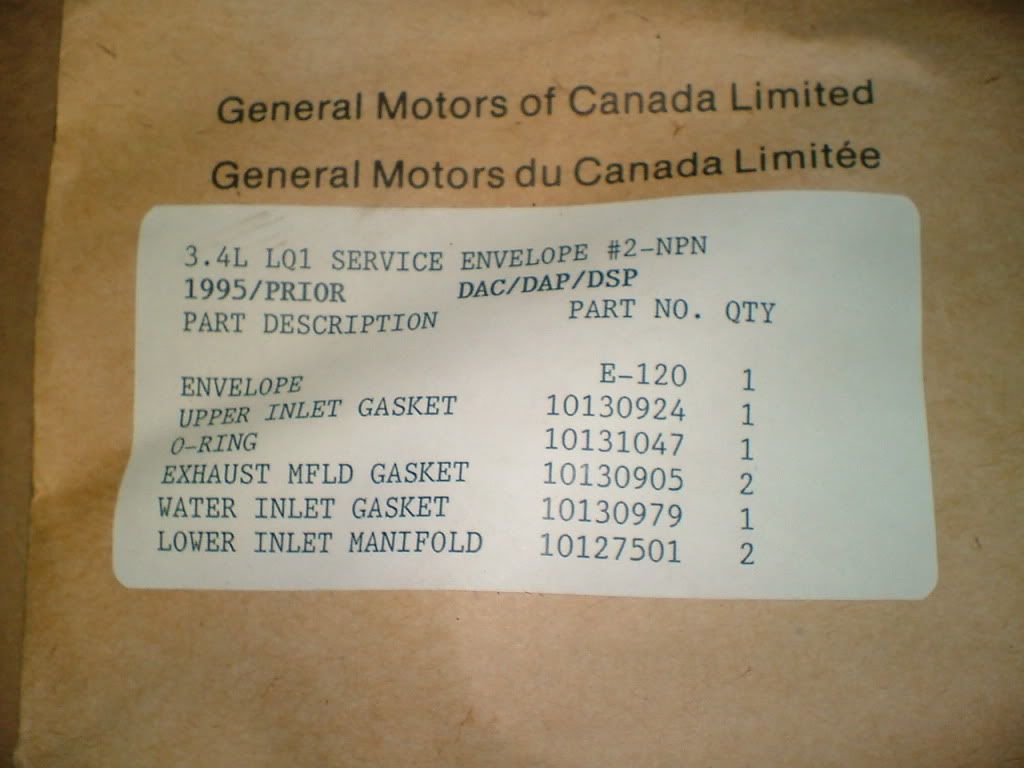 General Motors of Canada Limited
General Motors du Canada Limitée
3.4L LQ1 SERVICE ENVELOPE #2-NPN
1995/PRIOR DAC/DAP/DSP
PART DESCRIPTION PART NO. QTY
ENVELOPE E-120 1
UPPER INLET GASKET 10130924 1
O-RING 10131047 1
EXHAUST MFLD GASKET 10130905 2
WATER INLET GASKET 10130979 1
LOWER INLET MANIFOLD 10127501 2